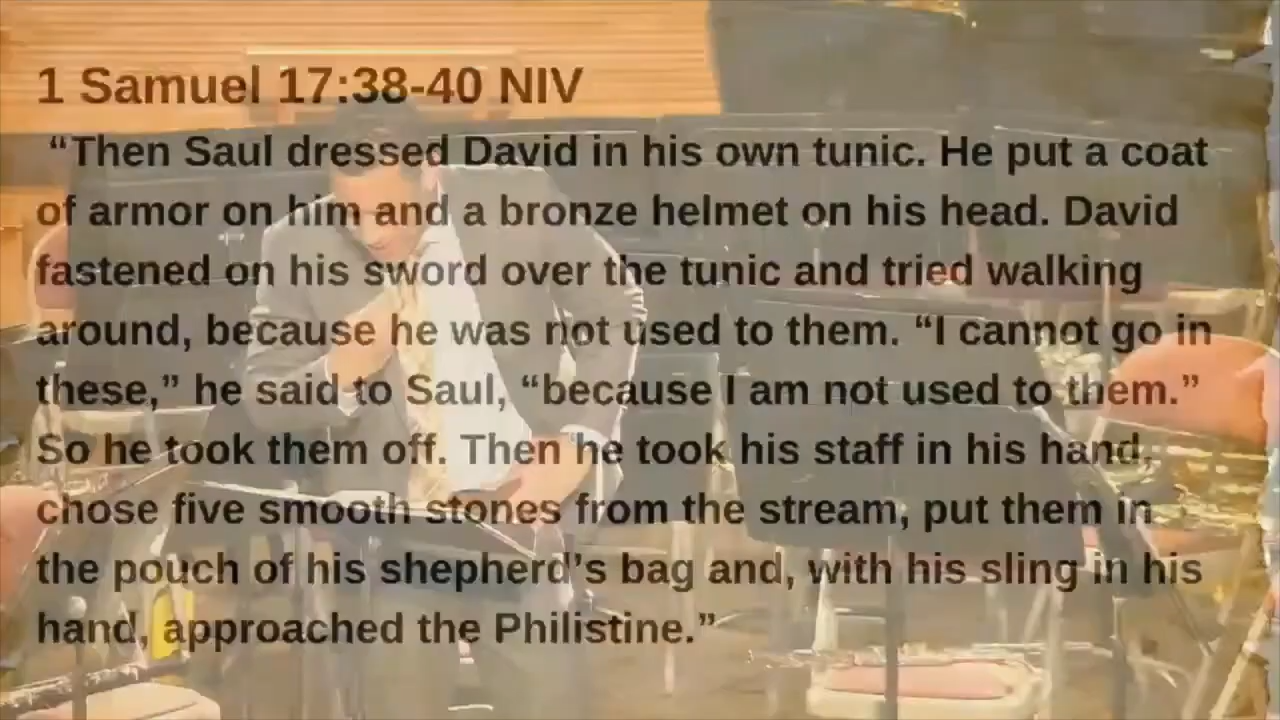 1 Samuel 17:38-40 NIV
“Then Saul dressed David in his own tunic. He put a coat
of armor on him and a bronze helmet on his head. David
fastened on his sword over the tunic and tried walking
around, because he was not used to them. “I cannot go in
these,” he said to Saul, “because I am not used to them.”
So he took them off. Then he took his staff in his hand,
chose five smooth stones from the stream, put them in
the pouch of his shepherd’s bag and, with his sling in his
hand, approached the Philistine.”